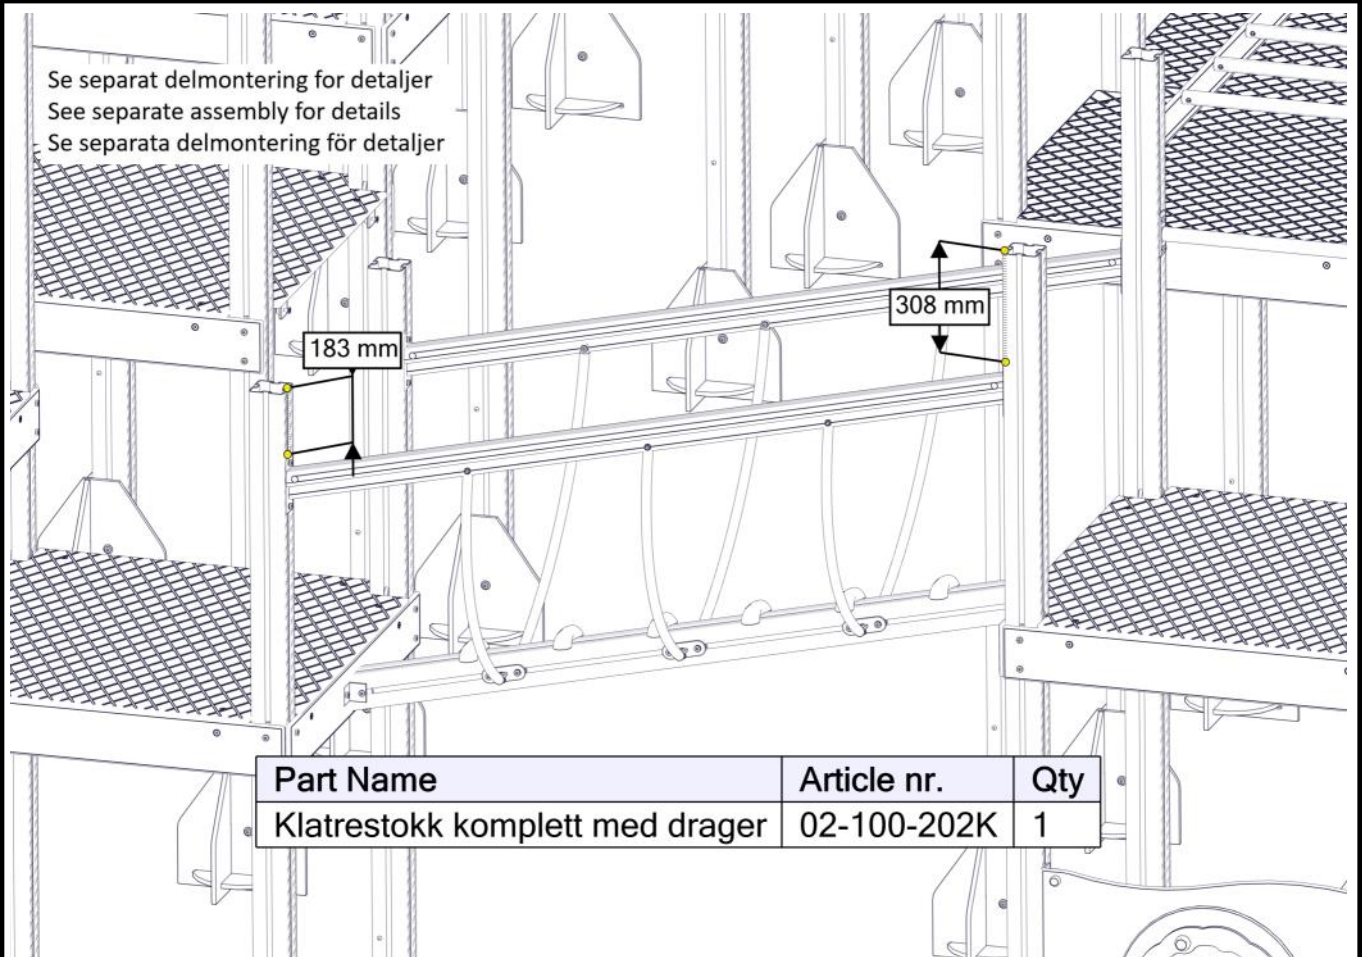 Se separat delmontering for detaljer
See separate assembly for details
Se separata delmontering för detaljer
308 mm
183 mm
Part Name Article nr. Qty
Klatrestokk komplett med drager 02-100-202K 1